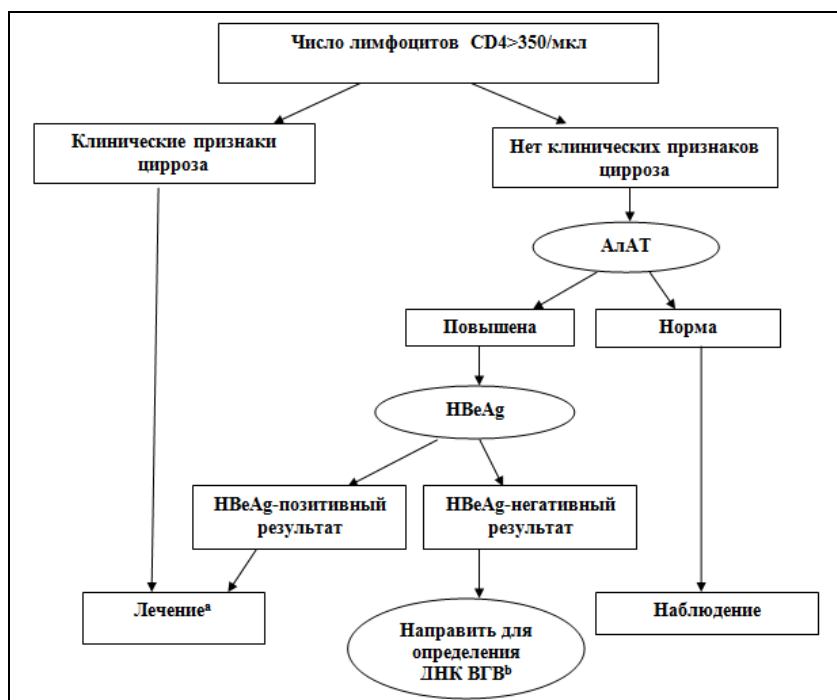 Число лимфоцитов CD4>350/мкл
Клинические признаки
цирроза
Нет клинических признаков
цирроза
АлАТ
Повышена
Норма
HBeAg
HBeAg-позитивный
результат
HBeAg-негативный
результат
Лечениеᵃ
Направить для
определения
ДНК ВГВᵇ
Наблюдение